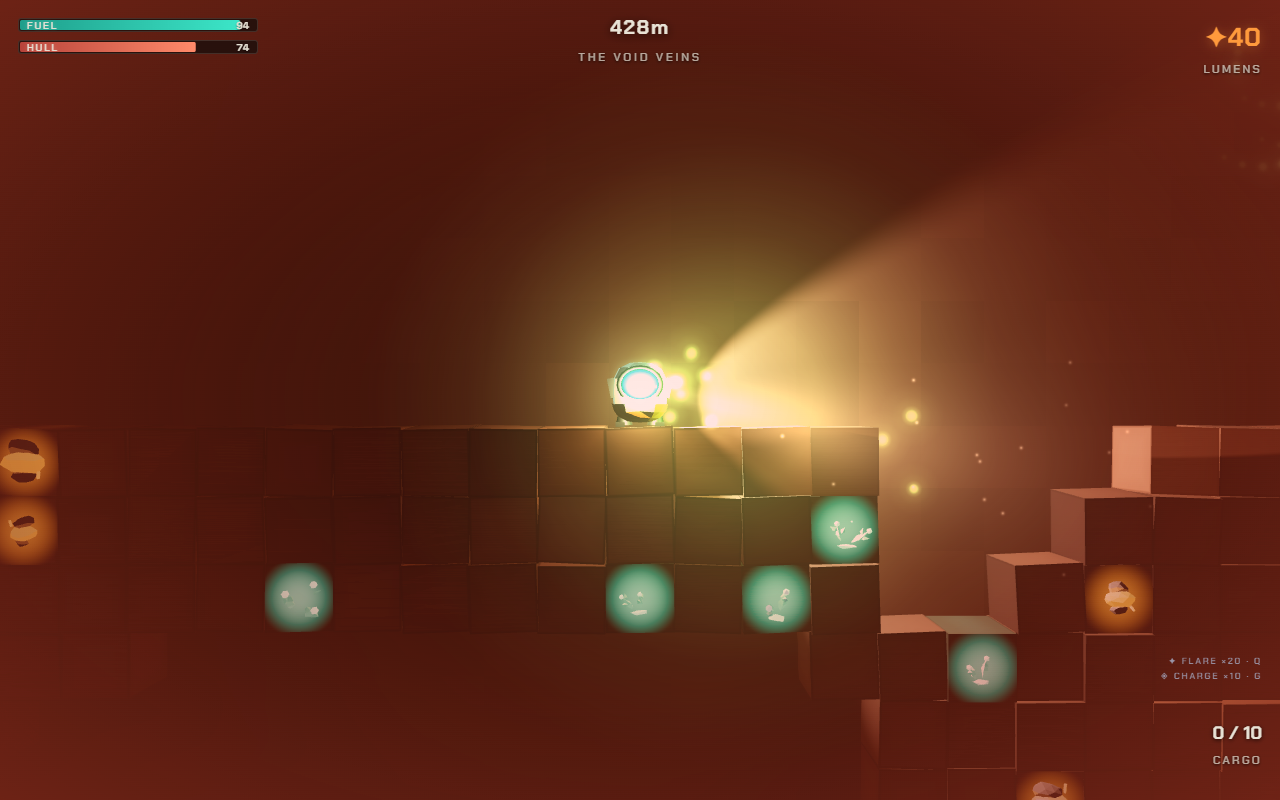 FUEL 94
HULL 74
428m
THE VOID VEINS
✦40
LUMENS
✦ FLARE ×20 · Q
CHARGE ×10 · G
0 / 10
CARGO